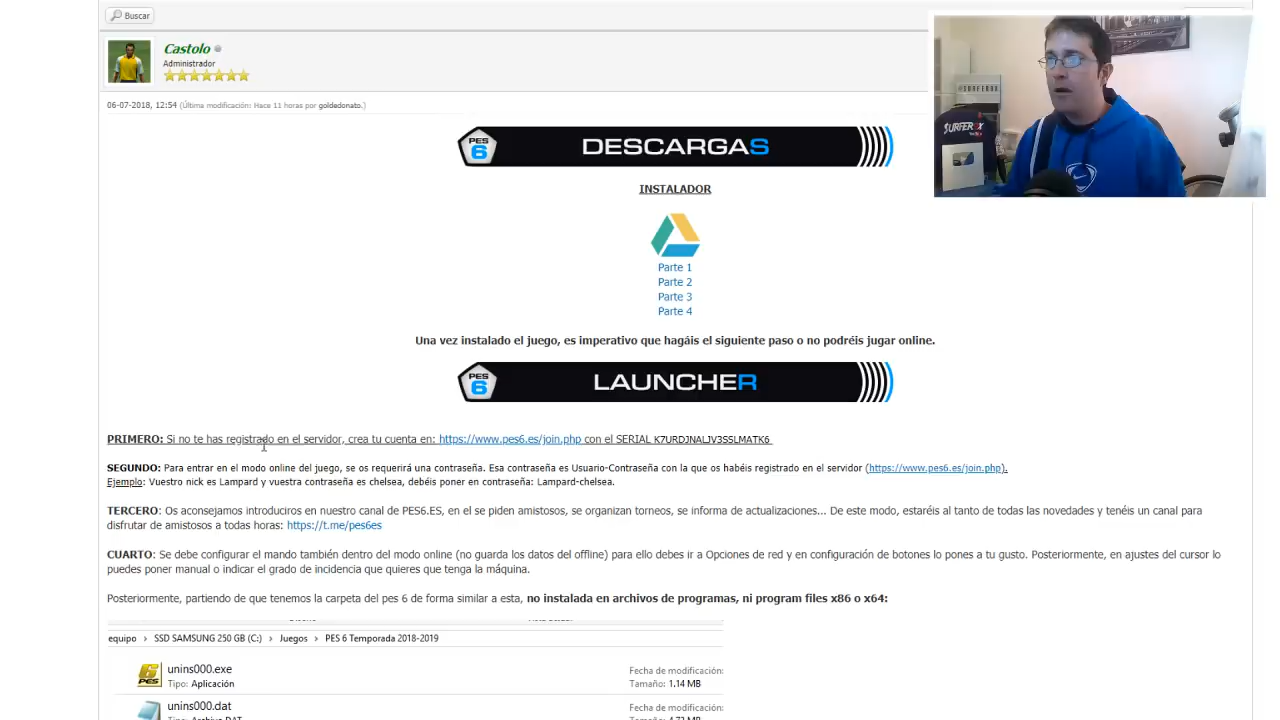 Buscar
Castolo
Administrador
06-07-2018, 12:54 (Última modificación: Hace 11 horas por goldedonato.)
PES 6 DESCARGAS
INSTALADOR
Parte 1
Parte 2
Parte 3
Parte 4
Una vez instalado el juego, es imperativo que hagáis el siguiente paso o no podréis jugar online.
PES 6 LAUNCHER
PRIMERO: Si no te has registrado en el servidor, crea tu cuenta en: https://www.pes6.es/join.php con el SERIAL K7URDJNALJV3SSLMATK6
SEGUNDO: Para entrar en el modo online del juego, se os requerirá una contraseña. Esa contraseña es Usuario-Contraseña con la que os habéis registrado en el servidor (https://www.pes6.es/join.php).
Ejemplo: Vuestro nick es Lampard y vuestra contraseña es chelsea, debéis poner en contraseña: Lampard-chelsea.
TERCERO: Os aconsejamos introduciros en nuestro canal de PES6.ES, en el se piden amistosos, se organizan torneos, se informa de actualizaciones... De este modo, estaréis al tanto de todas las novedades y tenéis un canal para
disfrutar de amistosos a todas horas: https://t.me/pes6es
CUARTO: Se debe configurar el mando también dentro del modo online (no guarda los datos del offline) para ello debes ir a Opciones de red y en configuración de botones lo pones a tu gusto. Posteriormente, en ajustes del cursor lo
puedes poner manual o indicar el grado de incidencia que quieres que tenga la máquina.
Posteriormente, partiendo de que tenemos la carpeta del pes 6 de forma similar a esta, no instalada en archivos de programas, ni program files x86 o x64:
equipo > SSD SAMSUNG 250 GB (C:) > Juegos > PES 6 Temporada 2018-2019
unins000.exe
Fecha de modificación:
Tipo: Aplicación
Tamaño: 1.14 MB
unins000.dat
Fecha de modificación:
SURFEROX